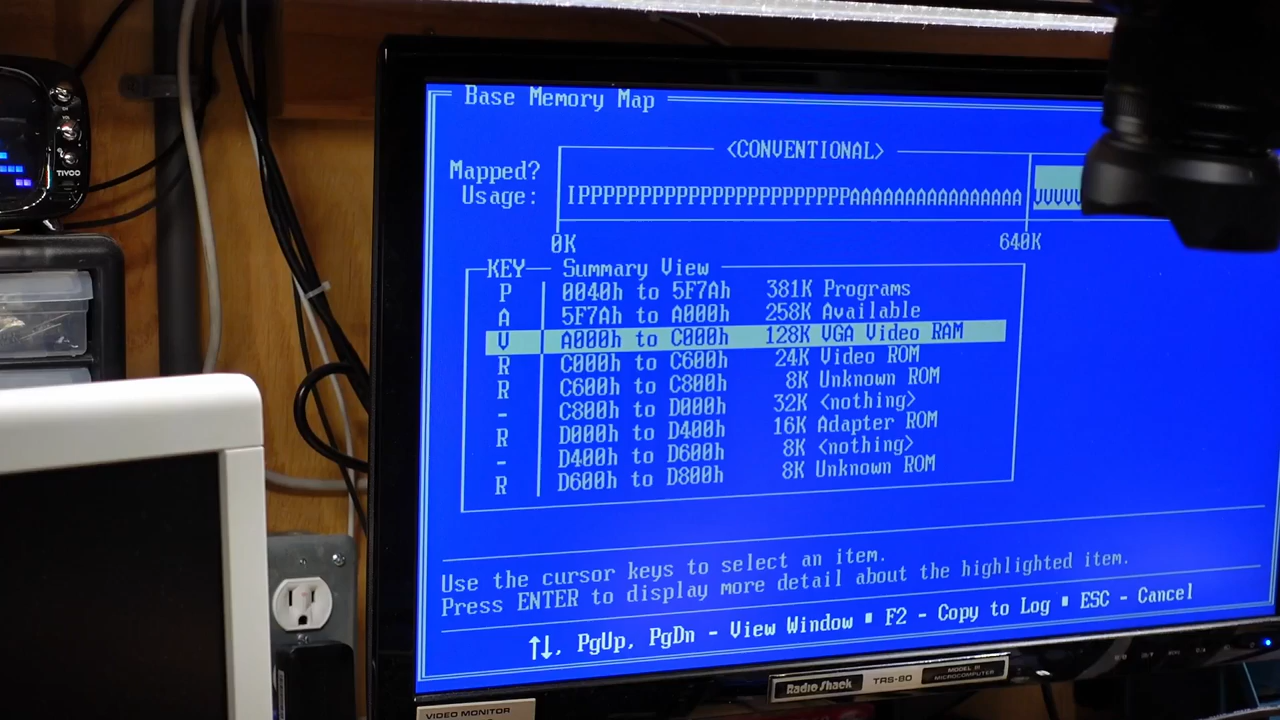 Base Memory Map
<CONVENTIONAL>
Mapped?
Usage: IPPPPPPPPPPPPPPPPPPPPPPPAAAAAAAAAAAAAAAA VVVV
0K 640K
KEY Summary View
P 0040h to 5F7Ah 381K Programs
A 5F7Ah to A000h 258K Available
V A000h to C000h 128K VGA Video RAM
R C000h to C600h 24K Video ROM
R C600h to C800h 8K Unknown ROM
- C800h to D000h 32K <nothing>
R D000h to D400h 16K Adapter ROM
- D400h to D600h 8K <nothing>
R D600h to D800h 8K Unknown ROM
Use the cursor keys to select an item.
Press ENTER to display more detail about the highlighted item.
↑↓, PgUp, PgDn - View Window ■ F2 - Copy to Log ■ ESC - Cancel
TIVOO
Radio Shack TRS-80 MODEL III MICROCOMPUTER
VIDEO MONITOR